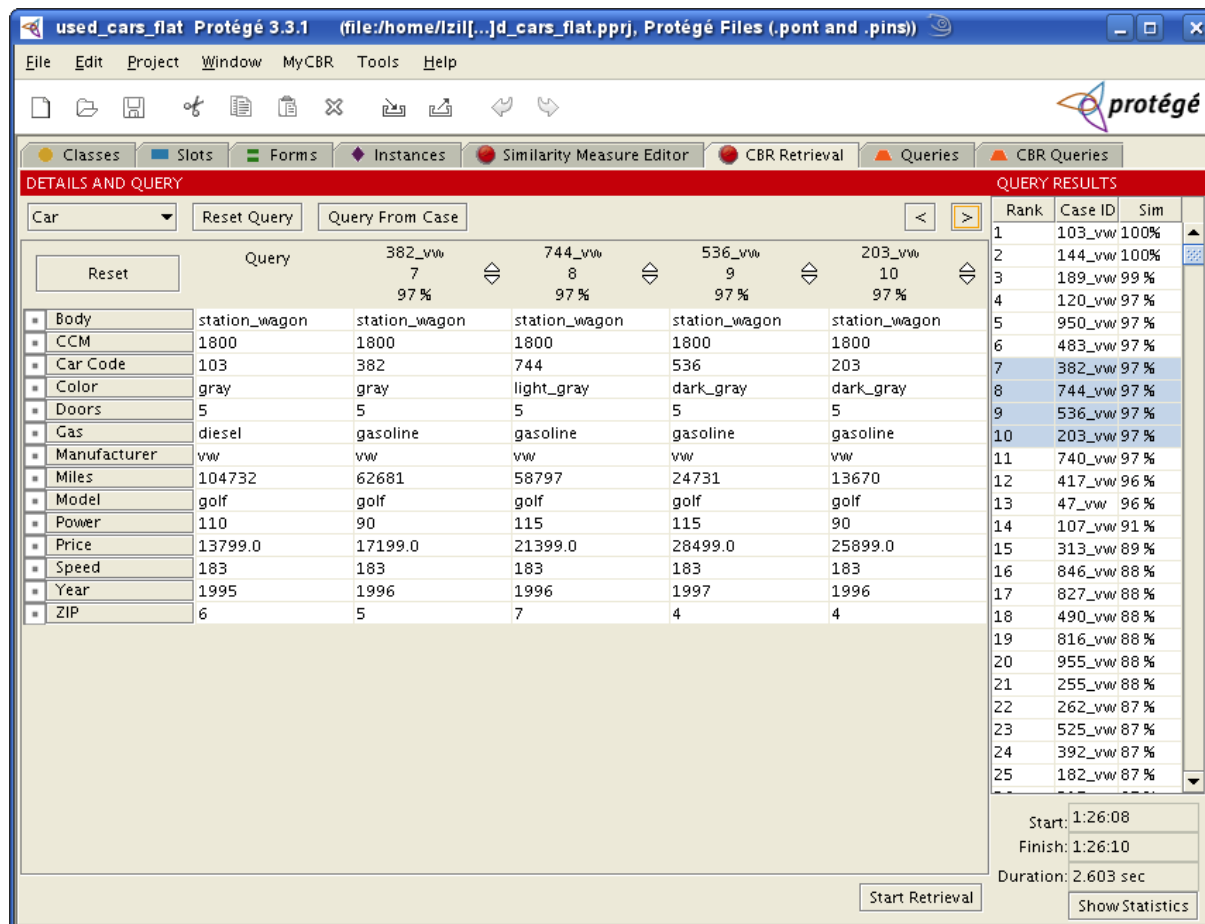 used_cars_flat Protégé 3.3.1 (file:/home/lzil[...]d_cars_flat.pprj, Protégé Files (.pont and .pins))
File Edit Project Window MyCBR Tools Help
protégé
Classes Slots Forms Instances Similarity Measure Editor CBR Retrieval Queries CBR Queries
DETAILS AND QUERY QUERY RESULTS
Car Reset Query Query From Case < > Rank Case ID Sim
Reset Query 382_vw 744_vw 536_vw 203_vw
7 8 9 10
97 % 97 % 97 % 97 %
Body station_wagon station_wagon station_wagon station_wagon station_wagon
CCM 1800 1800 1800 1800 1800
Car Code 103 382 744 536 203
Color gray gray light_gray dark_gray dark_gray
Doors 5 5 5 5 5
Gas diesel gasoline gasoline gasoline gasoline
Manufacturer vw vw vw vw vw
Miles 104732 62681 58797 24731 13670
Model golf golf golf golf golf
Power 110 90 115 115 90
Price 13799.0 17199.0 21399.0 28499.0 25899.0
Speed 183 183 183 183 183
Year 1995 1996 1996 1997 1996
ZIP 6 5 7 4 4
1 103_vw 100%
2 144_vw 100%
3 189_vw 99 %
4 120_vw 97 %
5 950_vw 97 %
6 483_vw 97 %
7 382_vw 97 %
8 744_vw 97 %
9 536_vw 97 %
10 203_vw 97 %
11 740_vw 97 %
12 417_vw 96 %
13 47_vw 96 %
14 107_vw 91 %
15 313_vw 89 %
16 846_vw 88 %
17 827_vw 88 %
18 490_vw 88 %
19 816_vw 88 %
20 955_vw 88 %
21 255_vw 88 %
22 262_vw 87 %
23 525_vw 87 %
24 392_vw 87 %
25 182_vw 87 %
Start: 1:26:08
Finish: 1:26:10
Duration: 2.603 sec
Start Retrieval Show Statistics